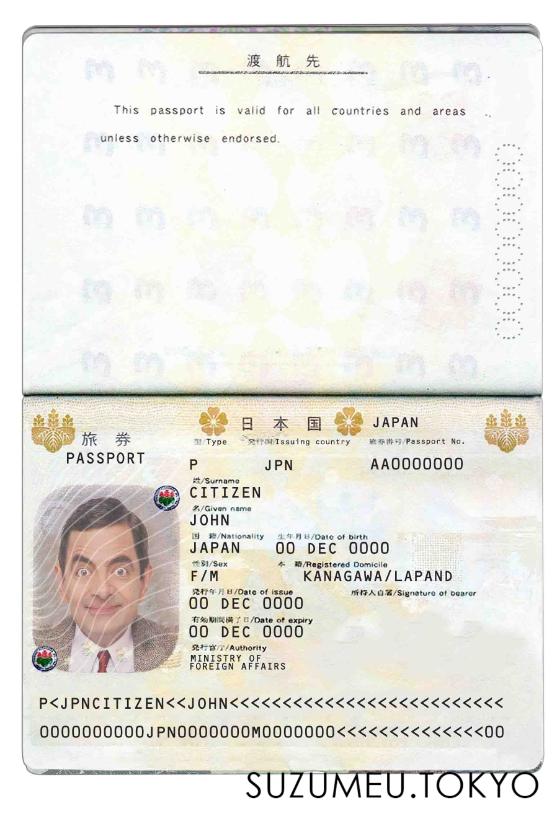 渡航先
This passport is valid for all countries and areas
unless otherwise endorsed.
日本国 JAPAN
旅券
PASSPORT
型/Type 発行国/Issuing country 旅券番号/Passport No.
P JPN AA0000000
姓/Surname
CITIZEN
名/Given name
JOHN
国籍/Nationality 生年月日/Date of birth
JAPAN 00 DEC 0000
性別/Sex 本籍/Registered Domicile
F/M KANAGAWA/LAPAND
発行年月日/Date of issue 所持人自署/Signature of bearer
00 DEC 0000
有効期間満了日/Date of expiry
00 DEC 0000
発行官庁/Authority
MINISTRY OF
FOREIGN AFFAIRS
P<JPNCITIZEN<<JOHN<<<<<<<<<<<<<<<<<<<<<<<<<<
0000000000JPN0000000M0000000<<<<<<<<<<<<<<00
SUZUMEU.TOKYO